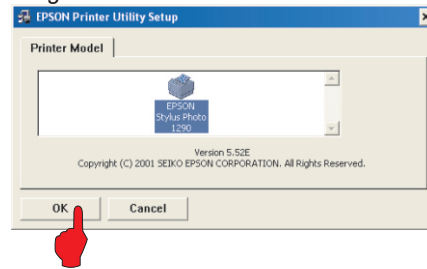 EPSON Printer Utility Setup
Printer Model
EPSON
Stylus Photo
1290
Version 5.52E
Copyright (C) 2001 SEIKO EPSON CORPORATION. All Rights Reserved.
OK Cancel